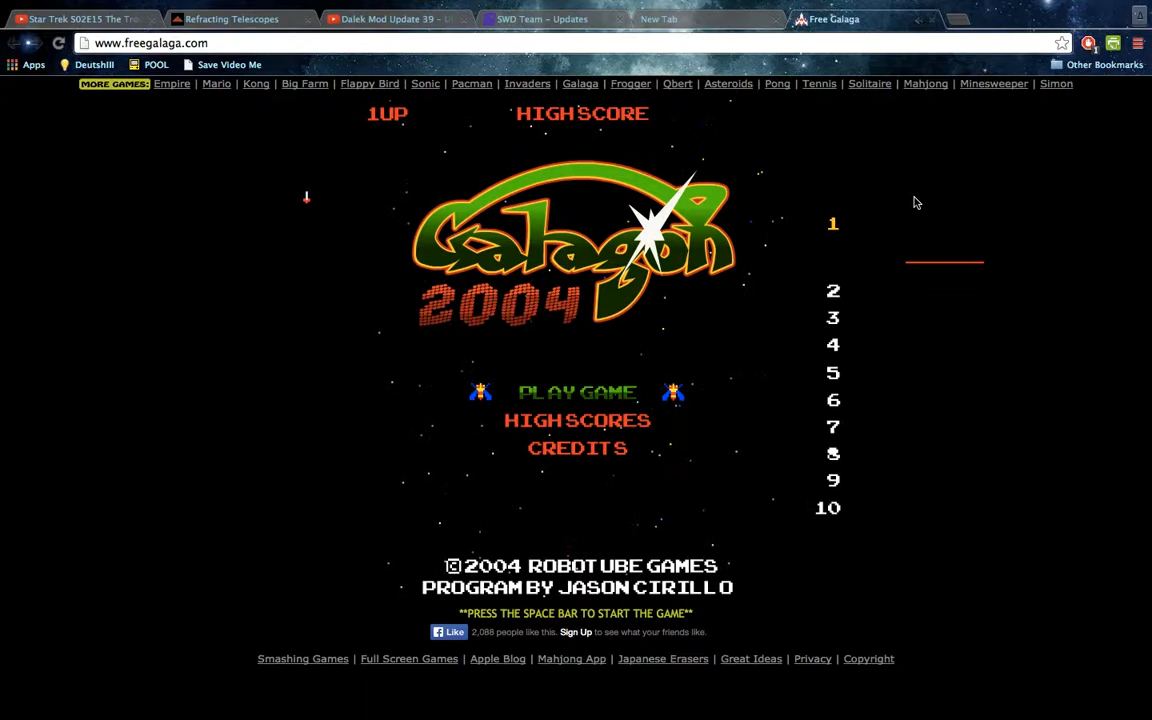 Star Trek S02E15 The Tro
Refracting Telescopes
Dalek Mod Update 39 - U
SWD Team – Updates
New Tab
Free Galaga
www.freegalaga.com
Apps Deutshlll POOL Save Video Me Other Bookmarks
MORE GAMES: Empire Mario Kong Big Farm Flappy Bird Sonic Pacman Invaders Galaga Frogger Qbert Asteroids Pong Tennis Solitaire Mahjong Minesweeper Simon
1UP HIGH SCORE
Galagon
2004
PLAY GAME
HIGH SCORES
CREDITS
1
2
3
4
5
6
7
8
9
10
© 2004 ROBOTUBE GAMES
PROGRAM BY JASON CIRILLO
**PRESS THE SPACE BAR TO START THE GAME**
Like 2,086 people like this. Sign Up to see what your friends like.
Smashing Games Full Screen Games Apple Blog Mahjong App Japanese Erasers Great Ideas Privacy Copyright